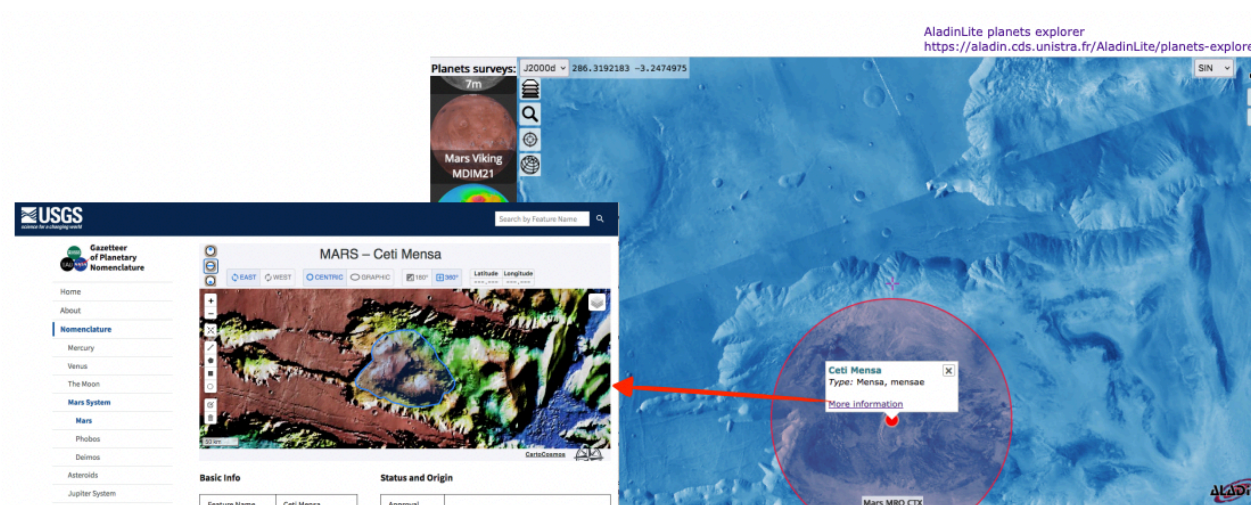 AladinLite planets explorer
https://aladin.cds.unistra.fr/AladinLite/planets-explore
Planets surveys:
J2000d
286.3192183 -3.2474975
SIN
7m
Mars Viking
MDIM21
USGS
science for a changing world
Search by Feature Name
Gazetteer
of Planetary
Nomenclature
MARS – Ceti Mensa
EAST
WEST
CENTRIC
GRAPHIC
180°
360°
Latitude
Longitude
Home
About
Nomenclature
Mercury
Venus
The Moon
Mars System
Mars
Phobos
Deimos
Asteroids
Jupiter System
CartoCosmos
Basic Info
Status and Origin
Feature Name
Ceti Mensa
Approval
Ceti Mensa
Type: Mensa, mensae
More information
Mars MRO CTX